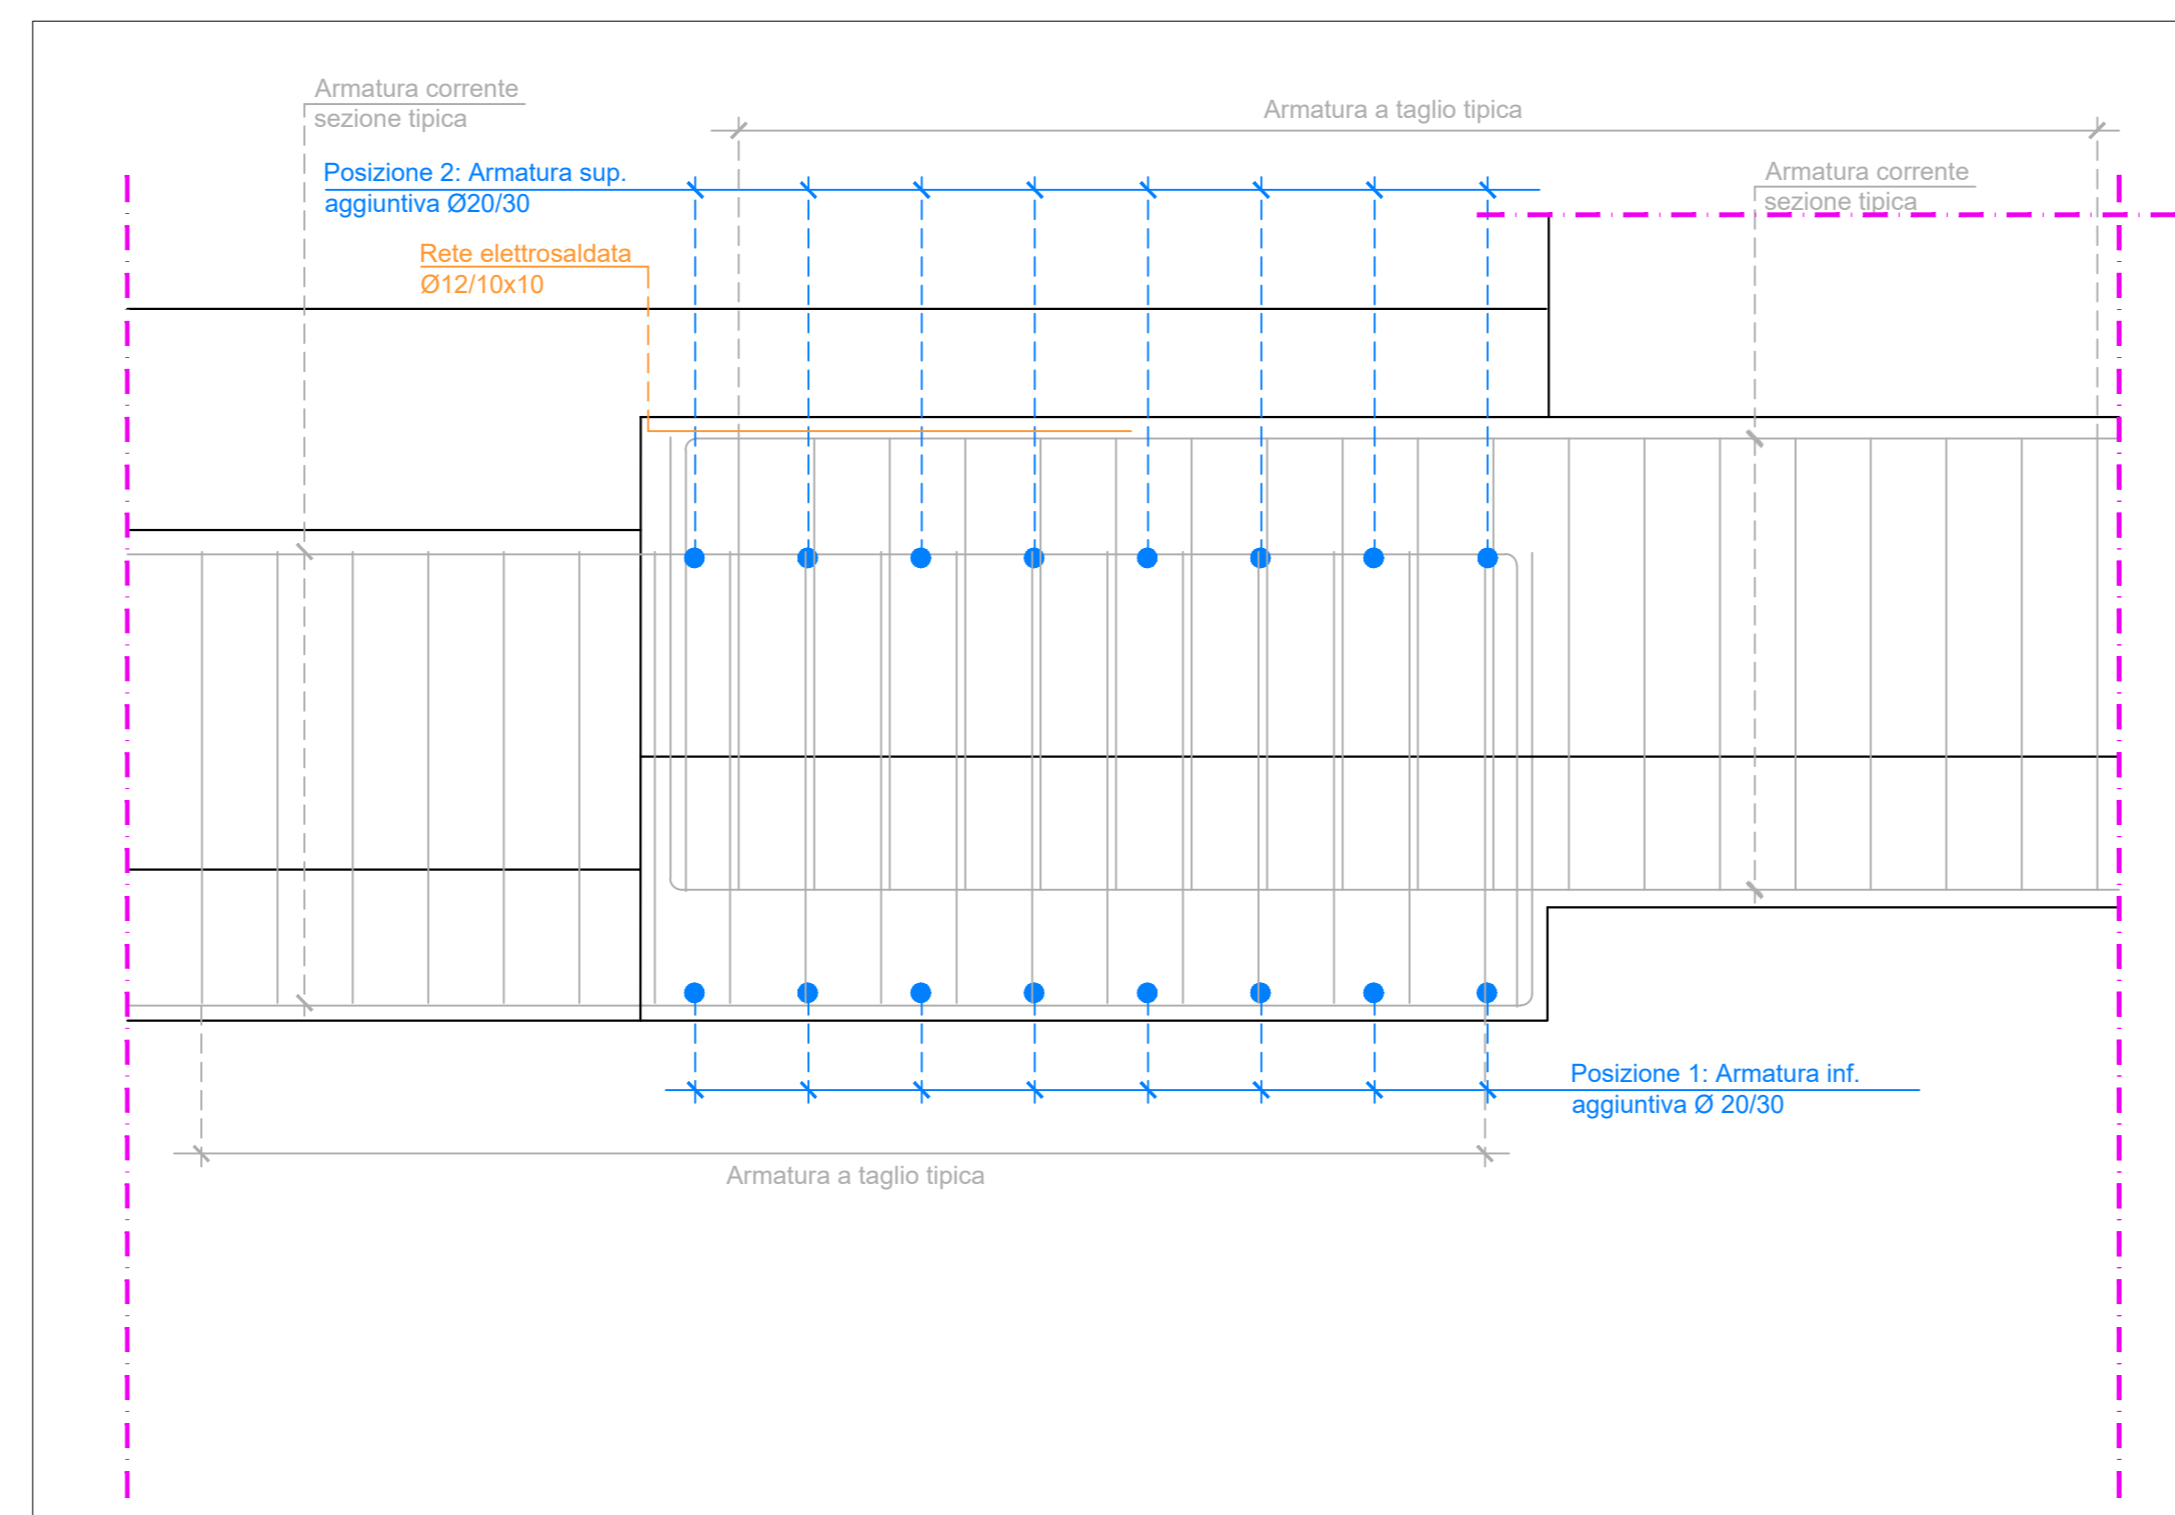 Armatura corrente
sezione tipica
Armatura a taglio tipica
Posizione 2: Armatura sup.
aggiuntiva Ø20/30
Armatura corrente
sezione tipica
Rete elettrosaldata
Ø12/10x10
Posizione 1: Armatura inf.
aggiuntiva Ø 20/30
Armatura a taglio tipica